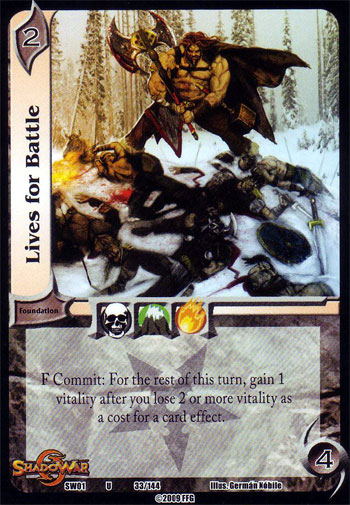 2
Lives for Battle
Foundation
F Commit: For the rest of this turn, gain 1
vitality after you lose 2 or more vitality as
a cost for a card effect.
4
SHADOWAR
SW01 U 33/144 Illus. Germán Nóbile
©2009 FFG